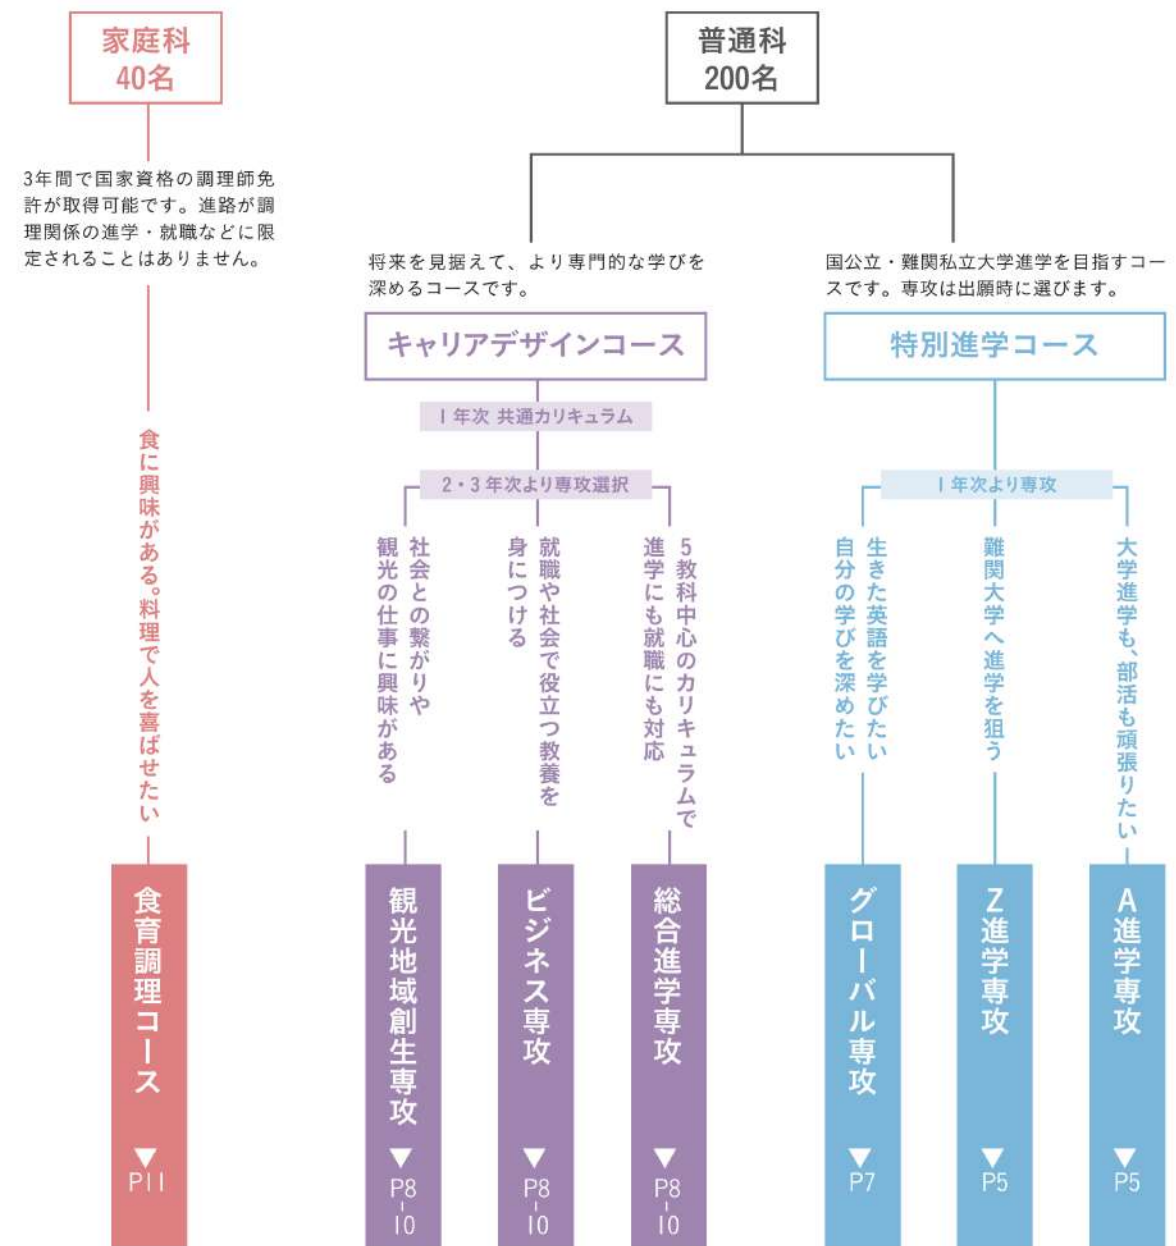 家庭科
40名
3年間で国家資格の調理師免
許が取得可能です。進路が調
理関係の進学・就職などに限
定されることはありません。
食に興味がある。料理で人を喜ばせたい
食育調理コース
▼
P11
普通科
200名
将来を見据えて、より専門的な学びを
深めるコースです。
キャリアデザインコース
1年次 共通カリキュラム
2・3年次より専攻選択
社会との繋がりや
観光の仕事に興味がある
観光地域創生専攻
▼
P8-10
就職や社会で役立つ教養を
身につける
ビジネス専攻
▼
P8-10
5教科中心のカリキュラムで
進学にも就職にも対応
総合進学専攻
▼
P8-10
国公立・難関私立大学進学を目指すコー
スです。専攻は出願時に選びます。
特別進学コース
1年次より専攻
生きた英語を学びたい
自分の学びを深めたい
グローバル専攻
▼
P7
難関大学へ進学を狙う
Z進学専攻
▼
P5
大学進学も、部活も頑張りたい
A進学専攻
▼
P5